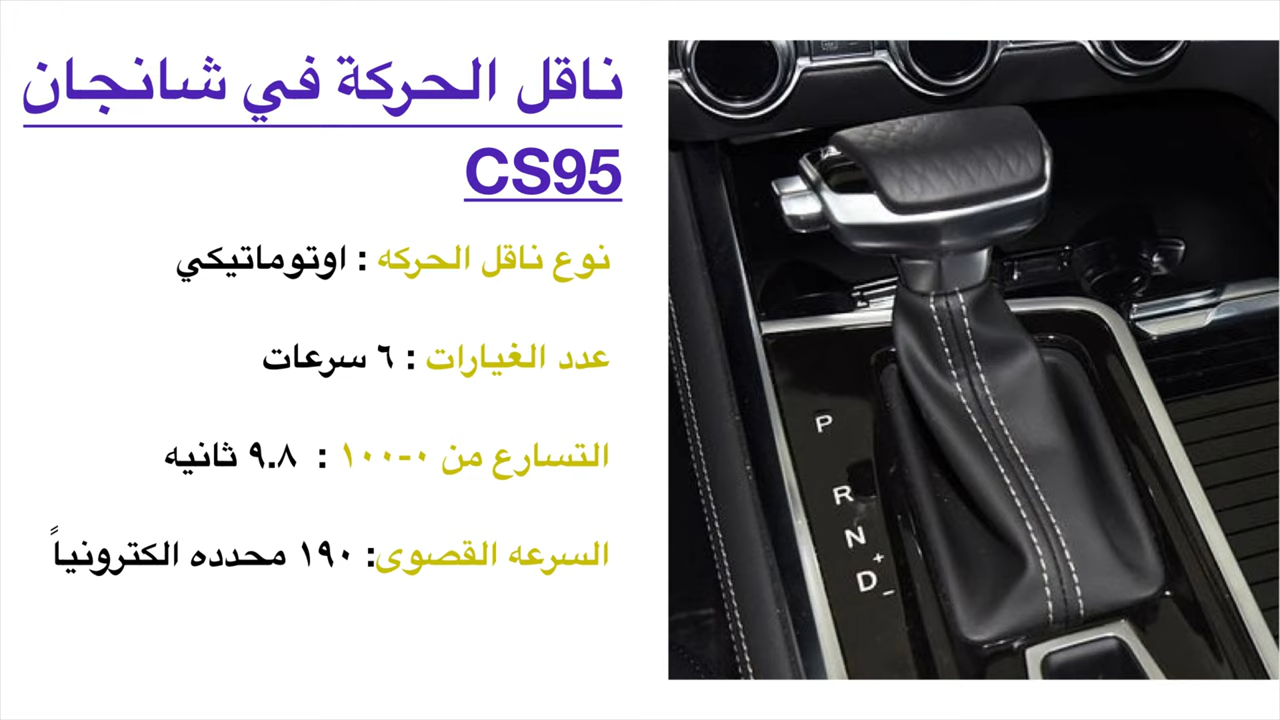 ناقل الحركة في شانجان
CS95
نوع ناقل الحركه : اوتوماتيكي
عدد الغيارات : ٦ سرعات
التسارع من ٠-١٠٠ : ٩.٨ ثانيه
السرعه القصوى: ١٩٠ محدده الكترونياً
P
R
N
+
D
−